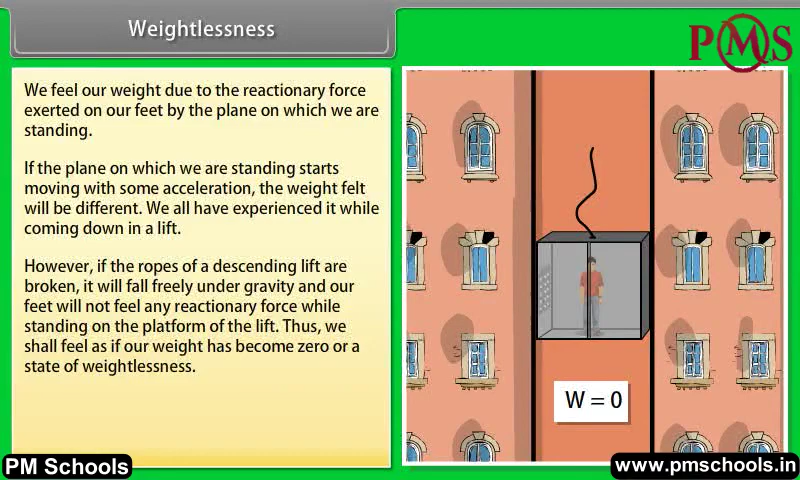 Weightlessness
PMS
We feel our weight due to the reactionary force
exerted on our feet by the plane on which we are
standing.
If the plane on which we are standing starts
moving with some acceleration, the weight felt
will be different. We all have experienced it while
coming down in a lift.
However, if the ropes of a descending lift are
broken, it will fall freely under gravity and our
feet will not feel any reactionary force while
standing on the platform of the lift. Thus, we
shall feel as if our weight has become zero or a
state of weightlessness.
W = 0
PM Schools
www.pmschools.in